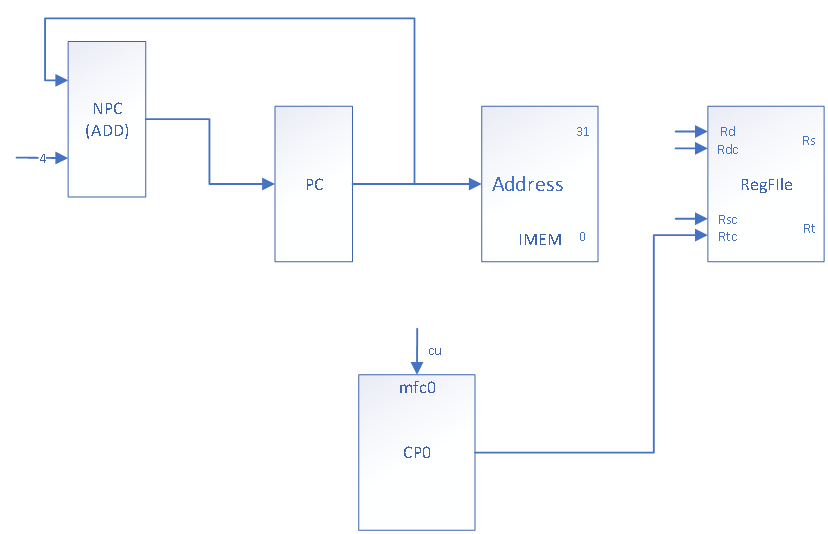 NPC
(ADD)
4
PC
31
Address
IMEM
0
Rd
Rdc
Rs
RegFIle
Rsc
Rtc
Rt
cu
mfc0
CP0